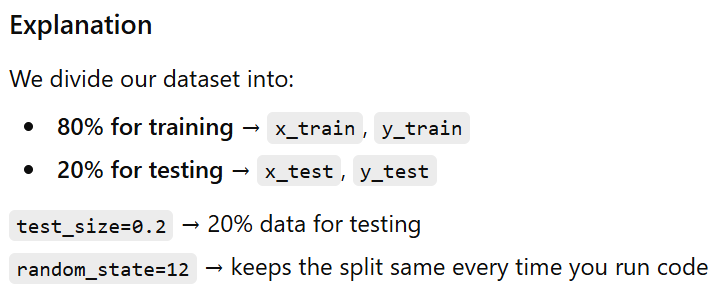 Explanation
We divide our dataset into:
• 80% for training → x_train, y_train
• 20% for testing → x_test, y_test
test_size=0.2 → 20% data for testing
random_state=12 → keeps the split same every time you run code